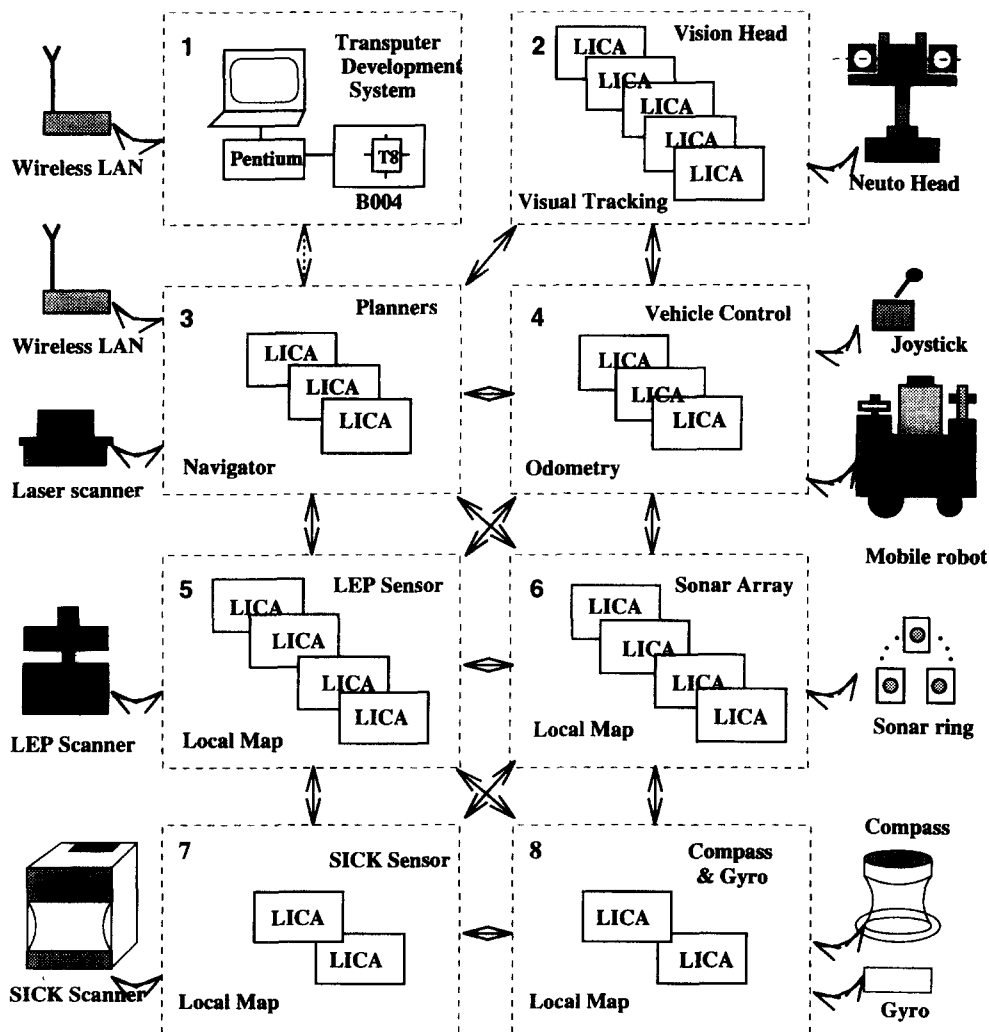 1
Transputer
Development
System
Pentium
T8
B004
Wireless LAN
2
Vision Head
LICA
LICA
LICA
LICA
LICA
Visual Tracking
Neuto Head
Wireless LAN
3
Planners
LICA
LICA
LICA
Navigator
Laser scanner
4
Vehicle Control
LICA
LICA
LICA
Odometry
Joystick
Mobile robot
5
LEP Sensor
LICA
LICA
LICA
LICA
Local Map
LEP Scanner
6
Sonar Array
LICA
LICA
LICA
LICA
Local Map
Sonar ring
7
SICK Sensor
LICA
LICA
Local Map
SICK Scanner
8
Compass
& Gyro
LICA
LICA
Local Map
Compass
Gyro